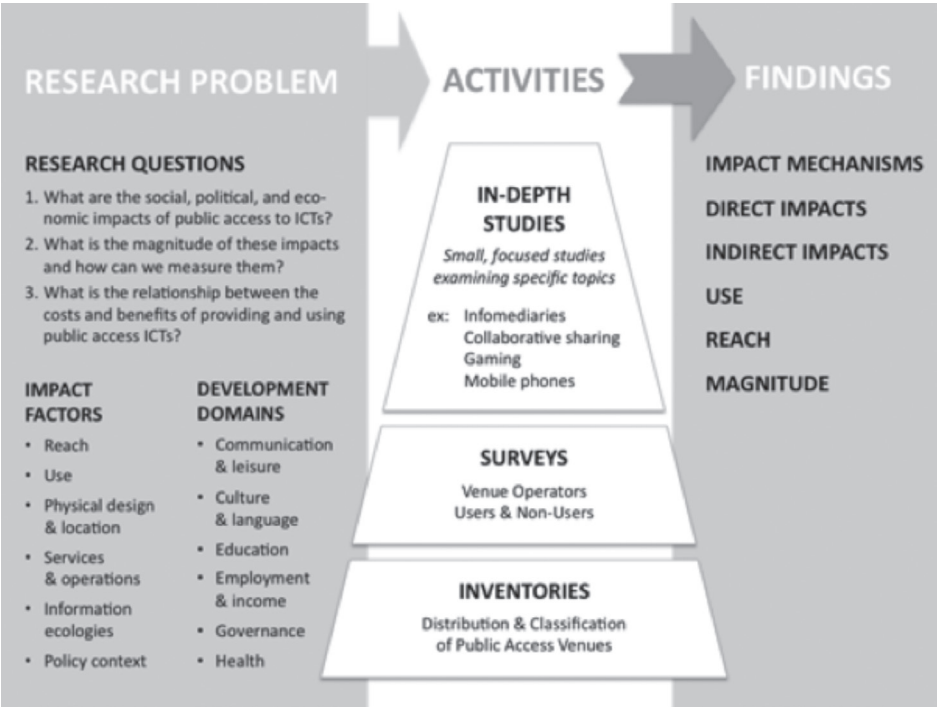 RESEARCH PROBLEM
ACTIVITIES
FINDINGS
RESEARCH QUESTIONS
1. What are the social, political, and eco-
nomic impacts of public access to ICTs?
2. What is the magnitude of these impacts
and how can we measure them?
3. What is the relationship between the
costs and benefits of providing and using
public access ICTs?
IMPACT
FACTORS
• Reach
• Use
• Physical design
& location
• Services
& operations
• Information
ecologies
• Policy context
DEVELOPMENT
DOMAINS
• Communication
& leisure
• Culture
& language
• Education
• Employment
& income
• Governance
• Health
IN-DEPTH
STUDIES
Small, focused studies
examining specific topics
ex: Infomediaries
Collaborative sharing
Gaming
Mobile phones
SURVEYS
Venue Operators
Users & Non-Users
INVENTORIES
Distribution & Classification
of Public Access Venues
IMPACT MECHANISMS
DIRECT IMPACTS
INDIRECT IMPACTS
USE
REACH
MAGNITUDE